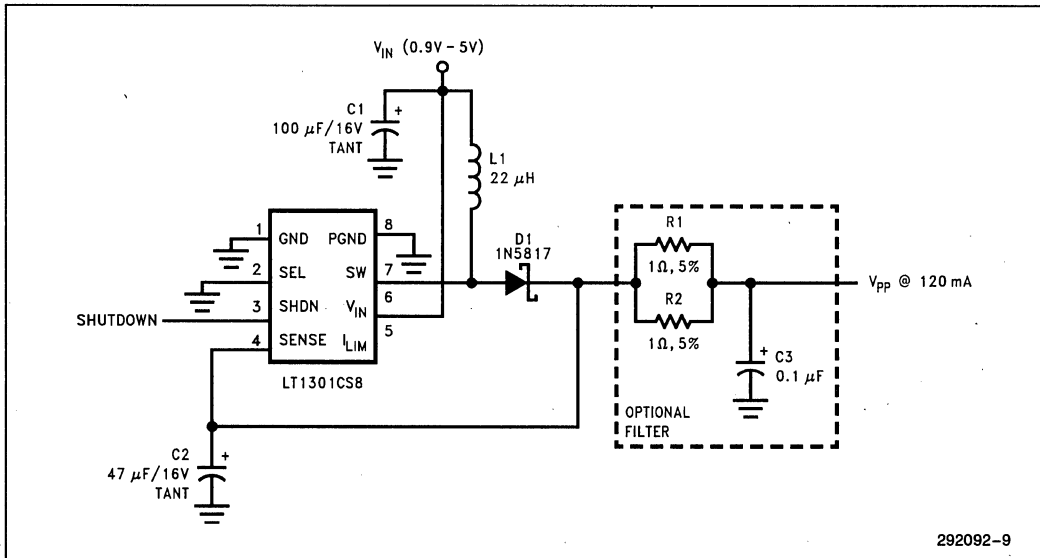 V_IN (0.9V – 5V)
C1
+
100 µF/16V
TANT
L1
22 µH
1
GND
PGND
8
2
SEL
SW
7
3
SHDN
V_IN
6
4
SENSE
I_LIM
5
SHUTDOWN
LT1301CS8
D1
1N5817
R1
1Ω, 5%
R2
1Ω, 5%
V_PP @ 120 mA
+
C3
0.1 µF
OPTIONAL
FILTER
C2
+
47 µF/16V
TANT
292092–9